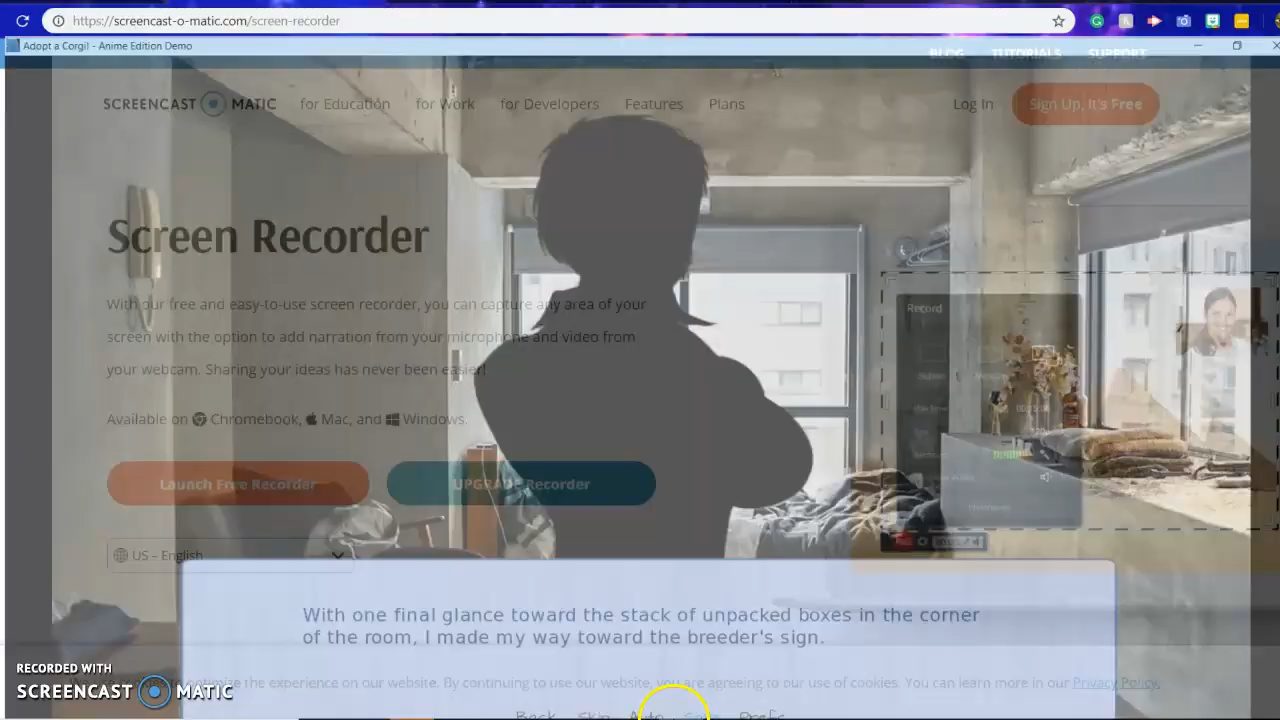 https://screencast-o-matic.com/screen-recorder
Adopt a Corgi! - Anime Edition Demo
BLOG TUTORIALS SUPPORT
SCREENCAST MATIC for Education for Work for Developers Features Plans Log In Sign Up, It's Free
Screen Recorder
With our free and easy-to-use screen recorder, you can capture any area of your
screen with the option to add narration from your microphone and video from
your webcam. Sharing your ideas has never been easier!
Record
Available on Chromebook, Mac, and Windows.
Launch Free Recorder UPGRADE Recorder
US – English
With one final glance toward the stack of unpacked boxes in the corner
of the room, I made my way toward the breeder's sign.
RECORDED WITH
SCREENCAST MATIC
optimize the experience on our website. By continuing to use our website, you are agreeing to our use of cookies. You can learn more in our Privacy Policy.
Back Skip Auto Save Prefs